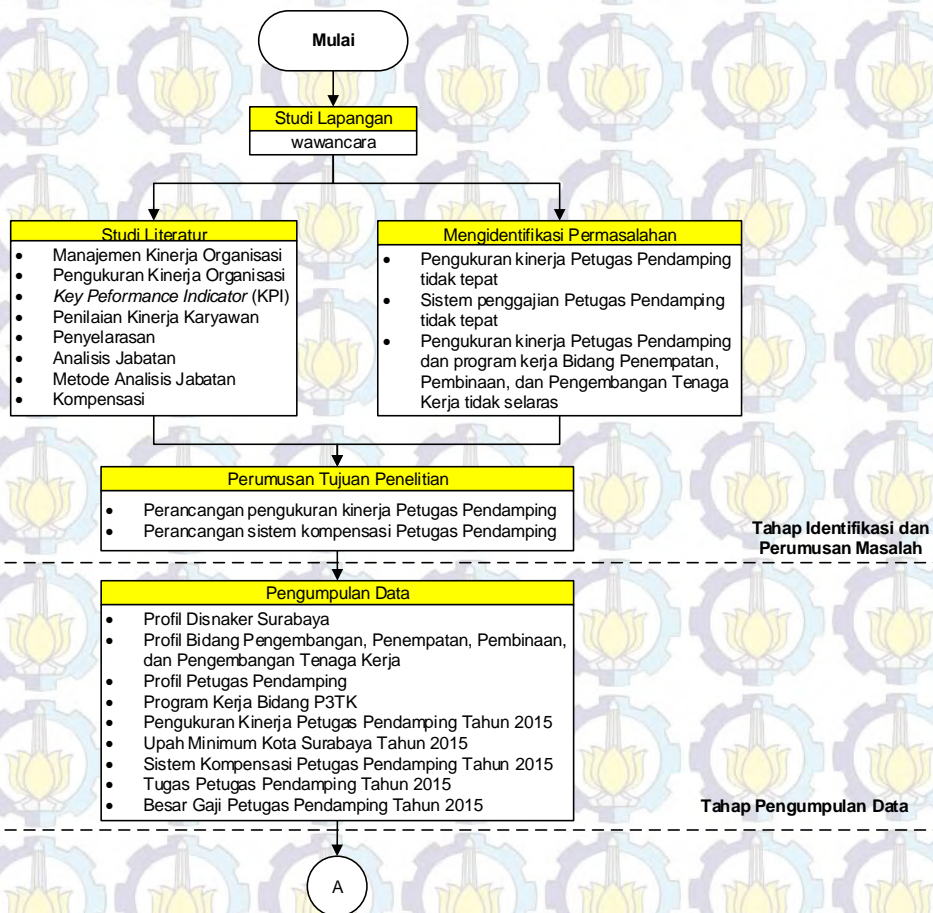 Mulai
Studi Lapangan
wawancara
Studi Literatur
• Manajemen Kinerja Organisasi
• Pengukuran Kinerja Organisasi
• Key Peformance Indicator (KPI)
• Penilaian Kinerja Karyawan
• Penyelarasan
• Analisis Jabatan
• Metode Analisis Jabatan
• Kompensasi
Mengidentifikasi Permasalahan
• Pengukuran kinerja Petugas Pendamping
tidak tepat
• Sistem penggajian Petugas Pendamping
tidak tepat
• Pengukuran kinerja Petugas Pendamping
dan program kerja Bidang Penempatan,
Pembinaan, dan Pengembangan Tenaga
Kerja tidak selaras
Perumusan Tujuan Penelitian
• Perancangan pengukuran kinerja Petugas Pendamping
• Perancangan sistem kompensasi Petugas Pendamping
Tahap Identifikasi dan
Perumusan Masalah
Pengumpulan Data
• Profil Disnaker Surabaya
• Profil Bidang Pengembangan, Penempatan, Pembinaan,
dan Pengembangan Tenaga Kerja
• Profil Petugas Pendamping
• Program Kerja Bidang P3TK
• Pengukuran Kinerja Petugas Pendamping Tahun 2015
• Upah Minimum Kota Surabaya Tahun 2015
• Sistem Kompensasi Petugas Pendamping Tahun 2015
• Tugas Petugas Pendamping Tahun 2015
• Besar Gaji Petugas Pendamping Tahun 2015
Tahap Pengumpulan Data
A